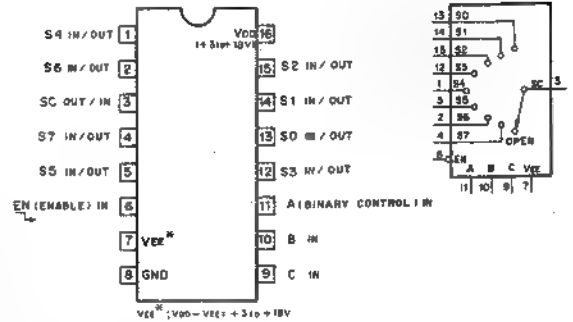 S4 IN/OUT 1
S6 IN/OUT 2
SC OUT/IN 3
S7 IN/OUT 4
S5 IN/OUT 5
EN (ENABLE) IN 6
7 VEE*
8 GND
VDD 16
(+3 to +18V)
15 S2 IN/OUT
14 S1 IN/OUT
13 S0 IN/OUT
12 S3 IN/OUT
11 A (BINARY CONTROL) IN
10 B IN
9 C IN
VEE*; VDD-VEE= +3 to +18V
13 S0
14 S1
15 S2
12 S3
1 S4
5 S5
2 S6
4 S7
SC 3
OPEN
6 EN
A B C VEE
11 10 9 7